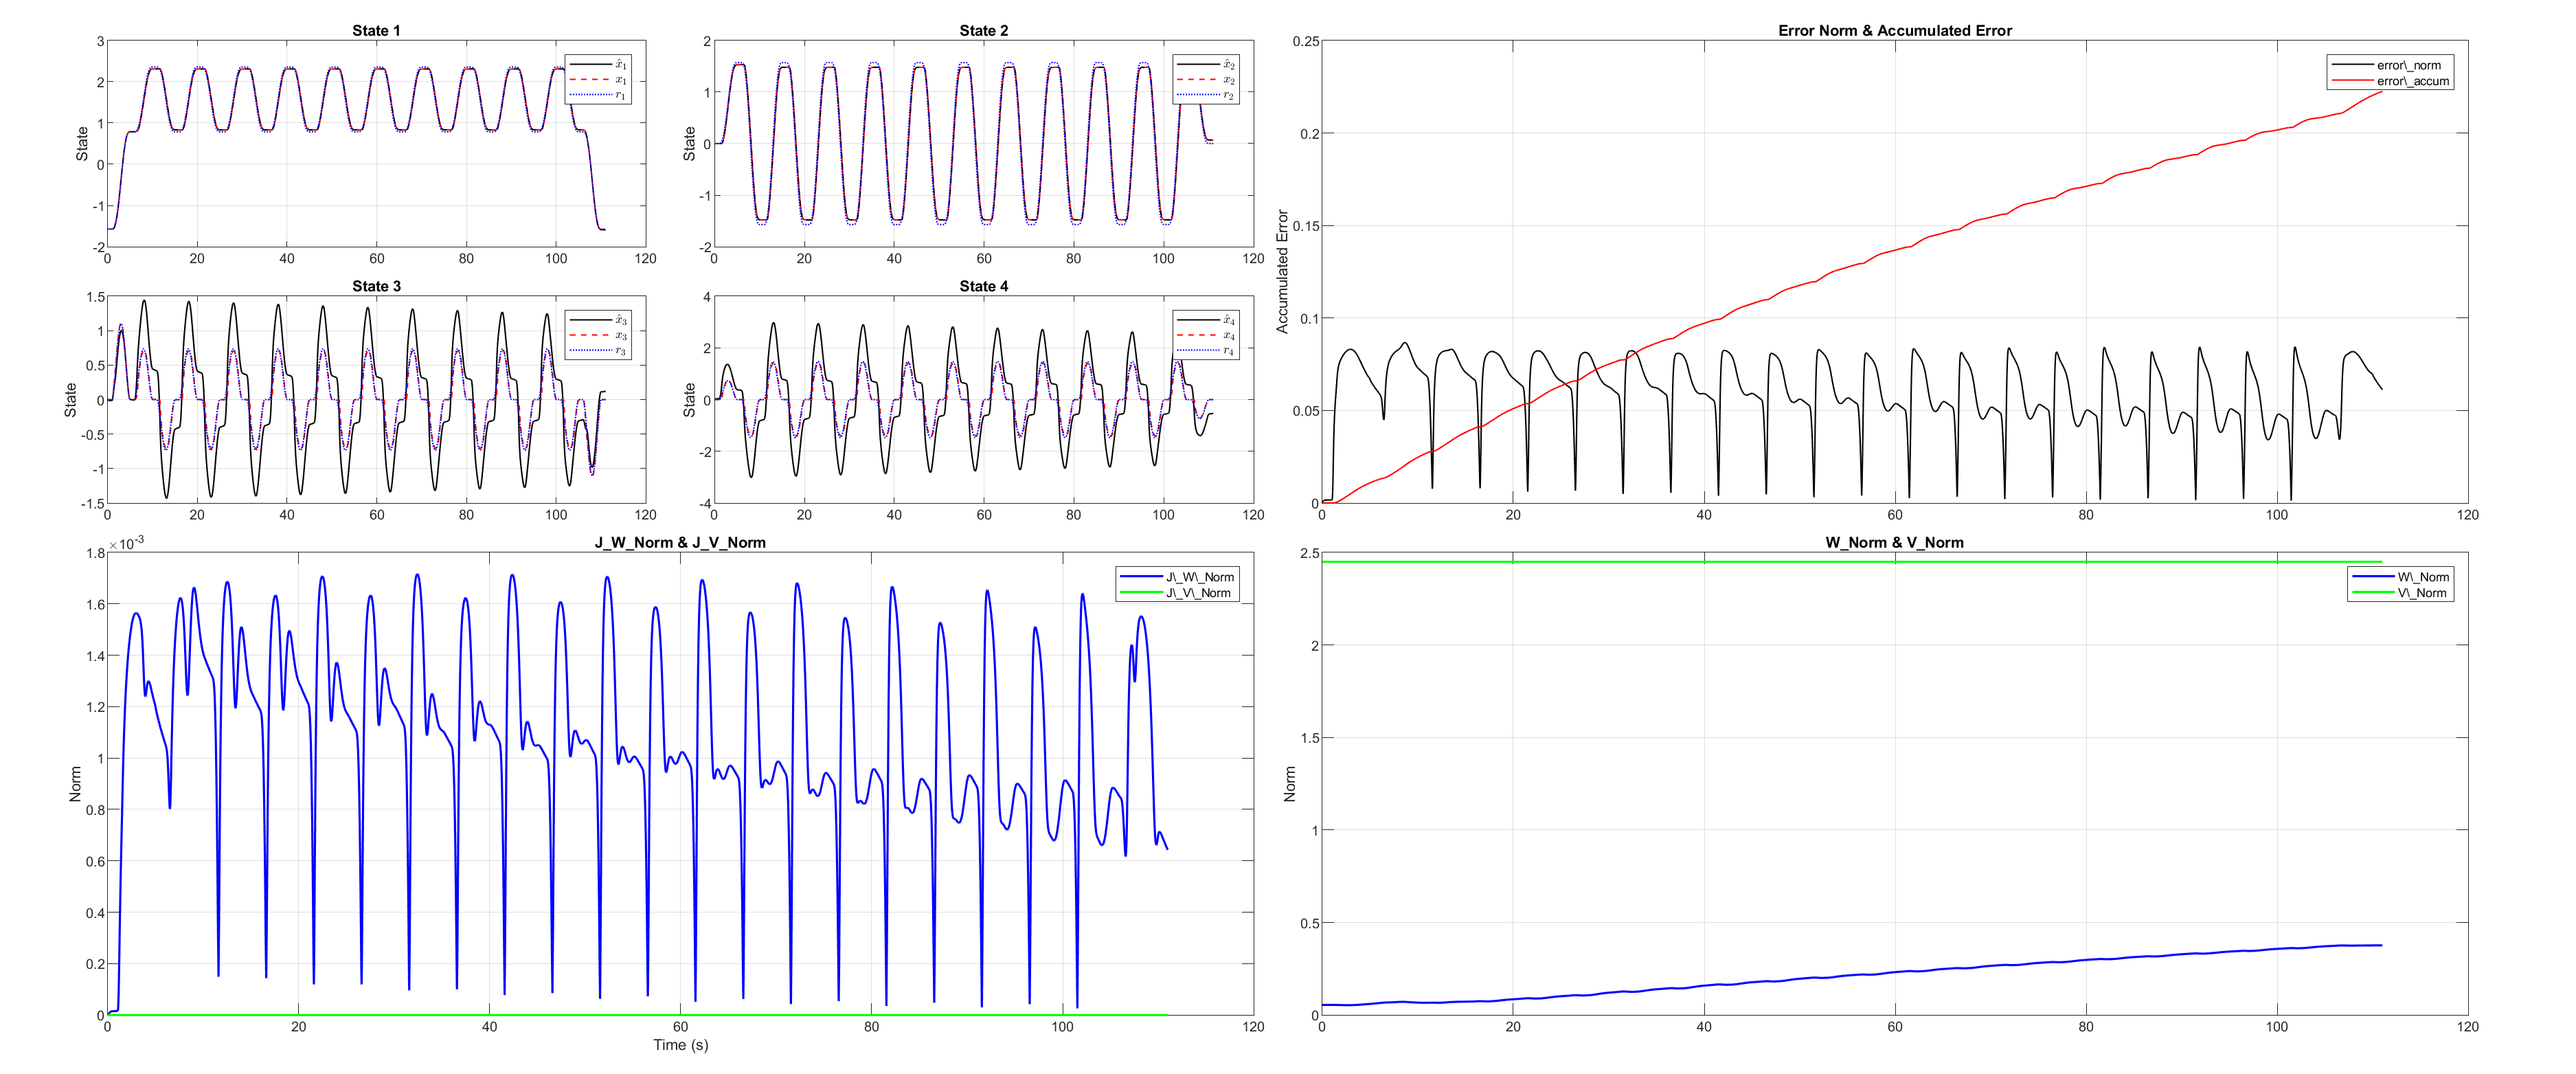 State 1
State
3
2
1
0
-1
-2
0 20 40 60 80 100 120
x̂₁
x₁
r₁
State 2
State
2
1
0
-1
-2
0 20 40 60 80 100 120
x̂₂
x₂
r₂
Error Norm & Accumulated Error
Accumulated Error
0.25
0.2
0.15
0.1
0.05
0
0 20 40 60 80 100 120
error\_norm
error\_accum
State 3
State
1.5
1
0.5
0
-0.5
-1
-1.5
0 20 40 60 80 100 120
x̂₃
x₃
r₃
State 4
State
4
2
0
-2
-4
0 20 40 60 80 100 120
x̂₄
x₄
r₄
J_W_Norm & J_V_Norm
×10⁻³
Norm
1.8
1.6
1.4
1.2
1
0.8
0.6
0.4
0.2
0
0 20 40 60 80 100 120
Time (s)
J\_W\_Norm
J\_V\_Norm
W_Norm & V_Norm
Norm
2.5
2
1.5
1
0.5
0
0 20 40 60 80 100 120
W\_Norm
V\_Norm